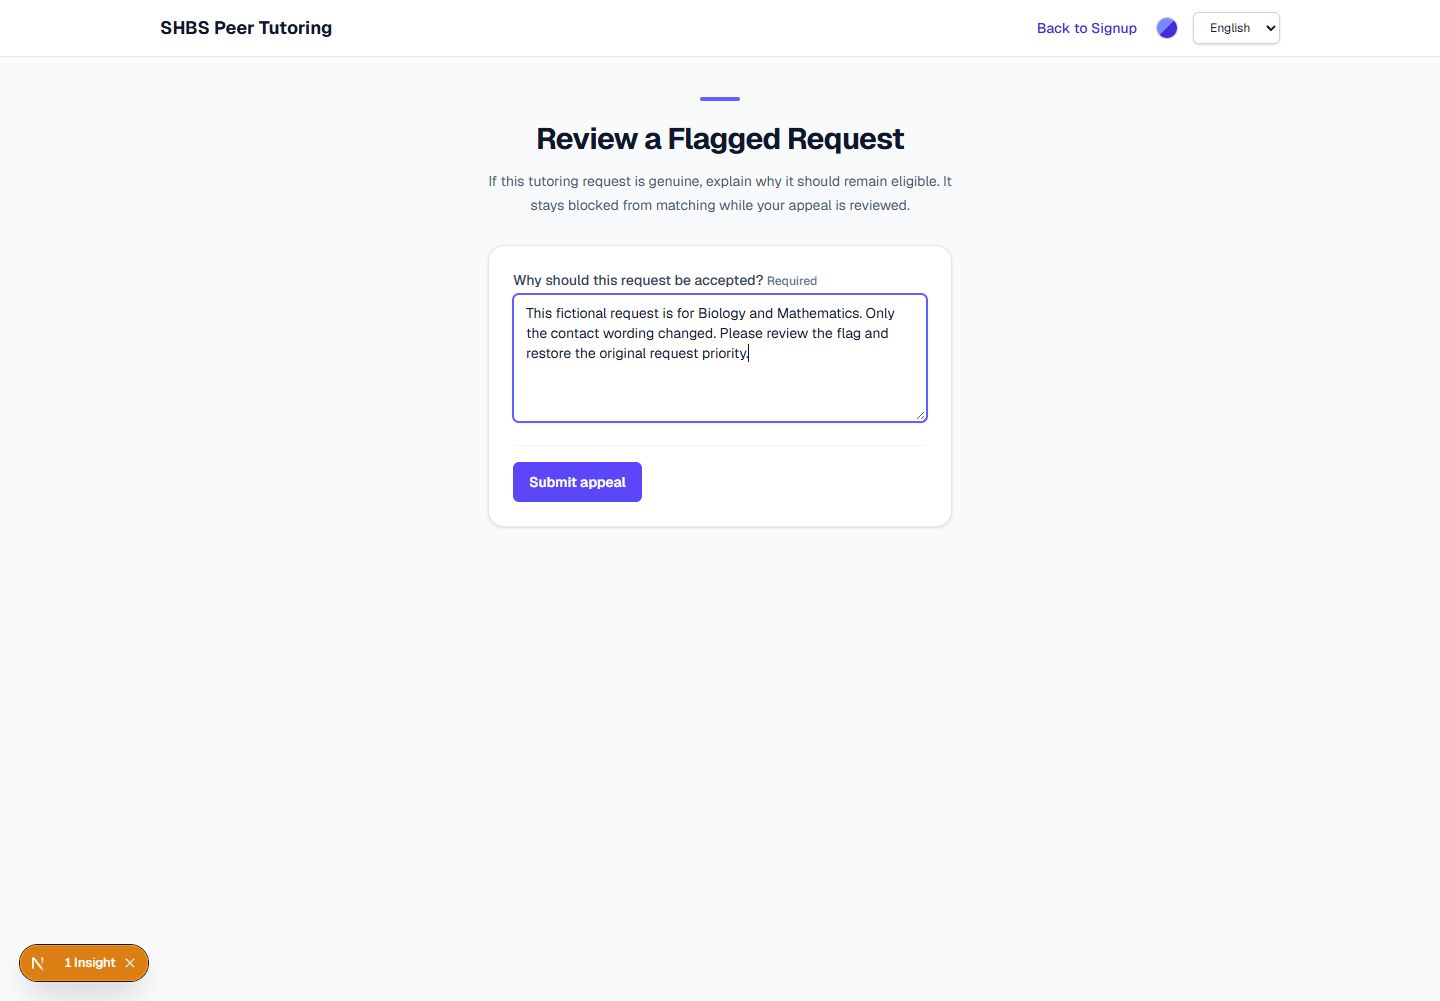 SHBS Peer Tutoring
Back to Signup
English
Review a Flagged Request
If this tutoring request is genuine, explain why it should remain eligible. It
stays blocked from matching while your appeal is reviewed.
Why should this request be accepted? Required
This fictional request is for Biology and Mathematics. Only
the contact wording changed. Please review the flag and
restore the original request priority.
Submit appeal
N 1 Insight